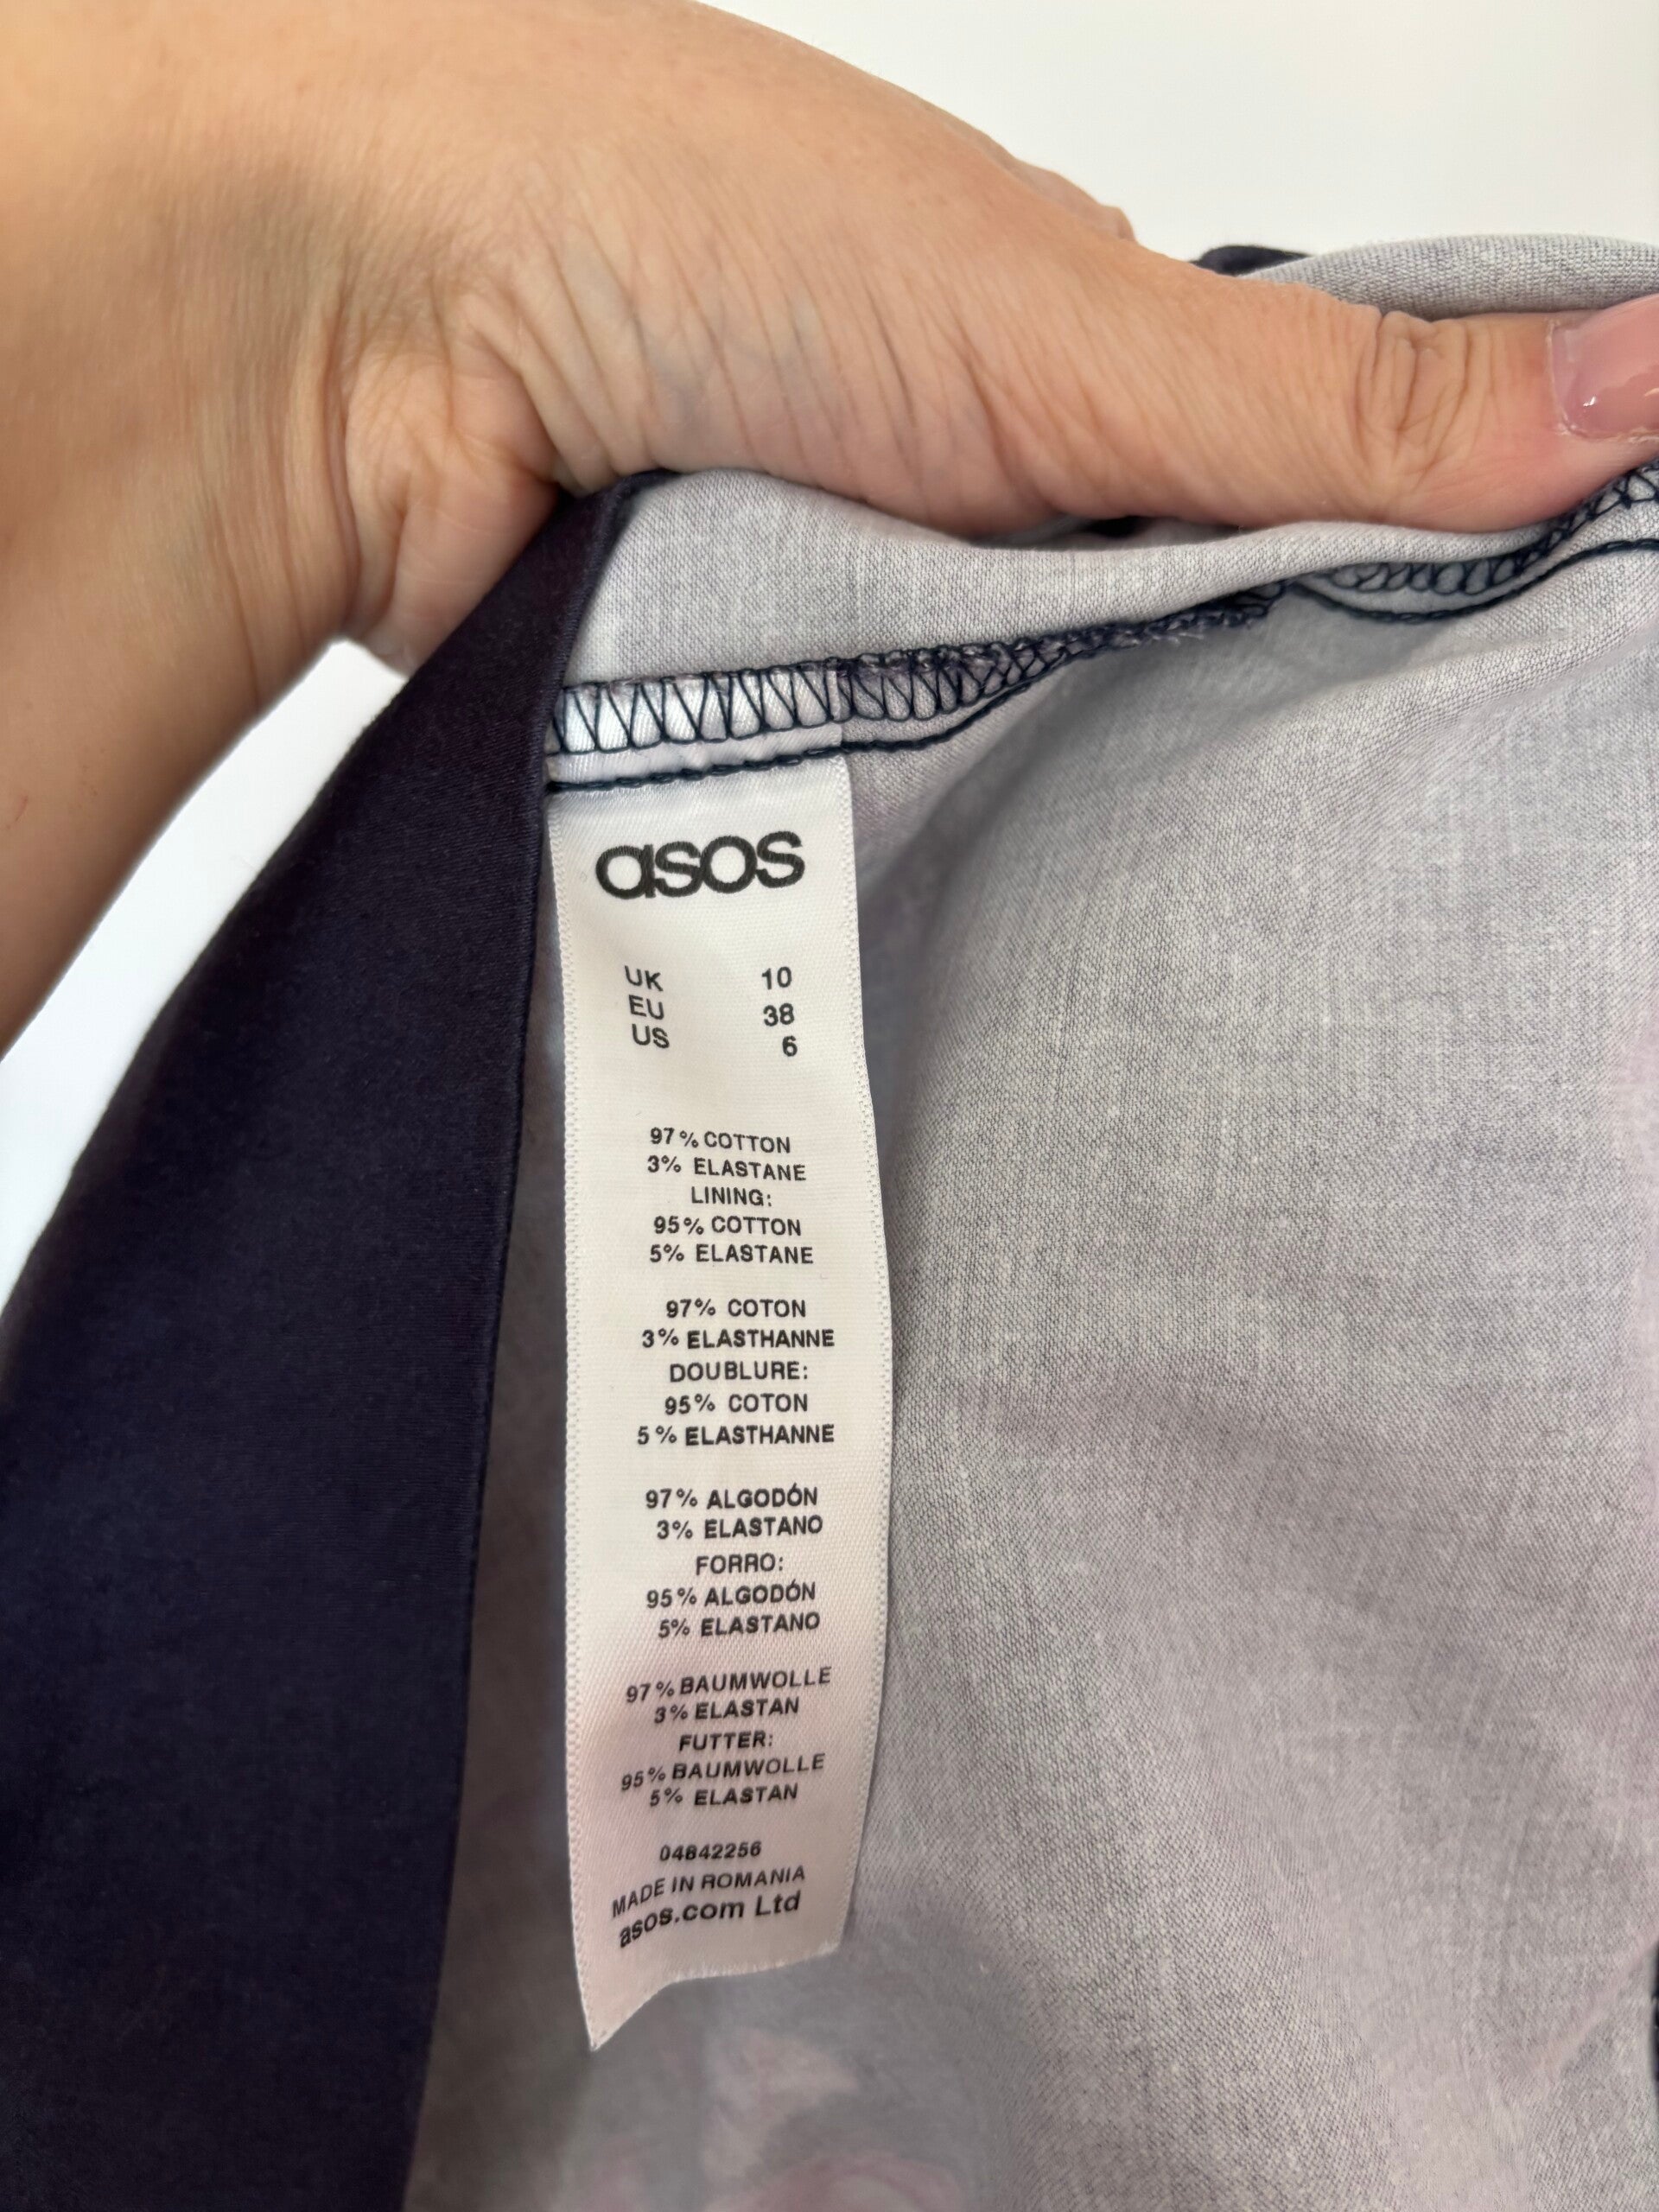 asos
UK 10
EU 38
US 6
97% COTTON
3% ELASTANE
LINING:
95% COTTON
5% ELASTANE
97% COTON
3% ELASTHANNE
DOUBLURE:
95% COTON
5% ELASTHANNE
97% ALGODÓN
3% ELASTANO
FORRO:
95% ALGODÓN
5% ELASTANO
97% BAUMWOLLE
3% ELASTAN
FUTTER:
95% BAUMWOLLE
5% ELASTAN
04842256
MADE IN ROMANIA
asos.com Ltd